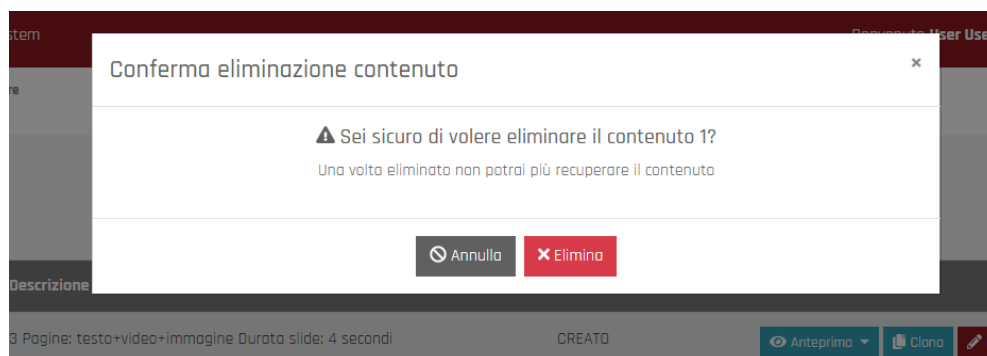 stem
Benvenuto User Use
Conferma eliminazione contenuto
×
re
Sei sicuro di volere eliminare il contenuto 1?
Una volta eliminato non potrai più recuperare il contenuto
Annulla
Elimina
Descrizione
3 Pagine: testo+video+immagine Durata slide: 4 secondi CREATO Anteprima Clona